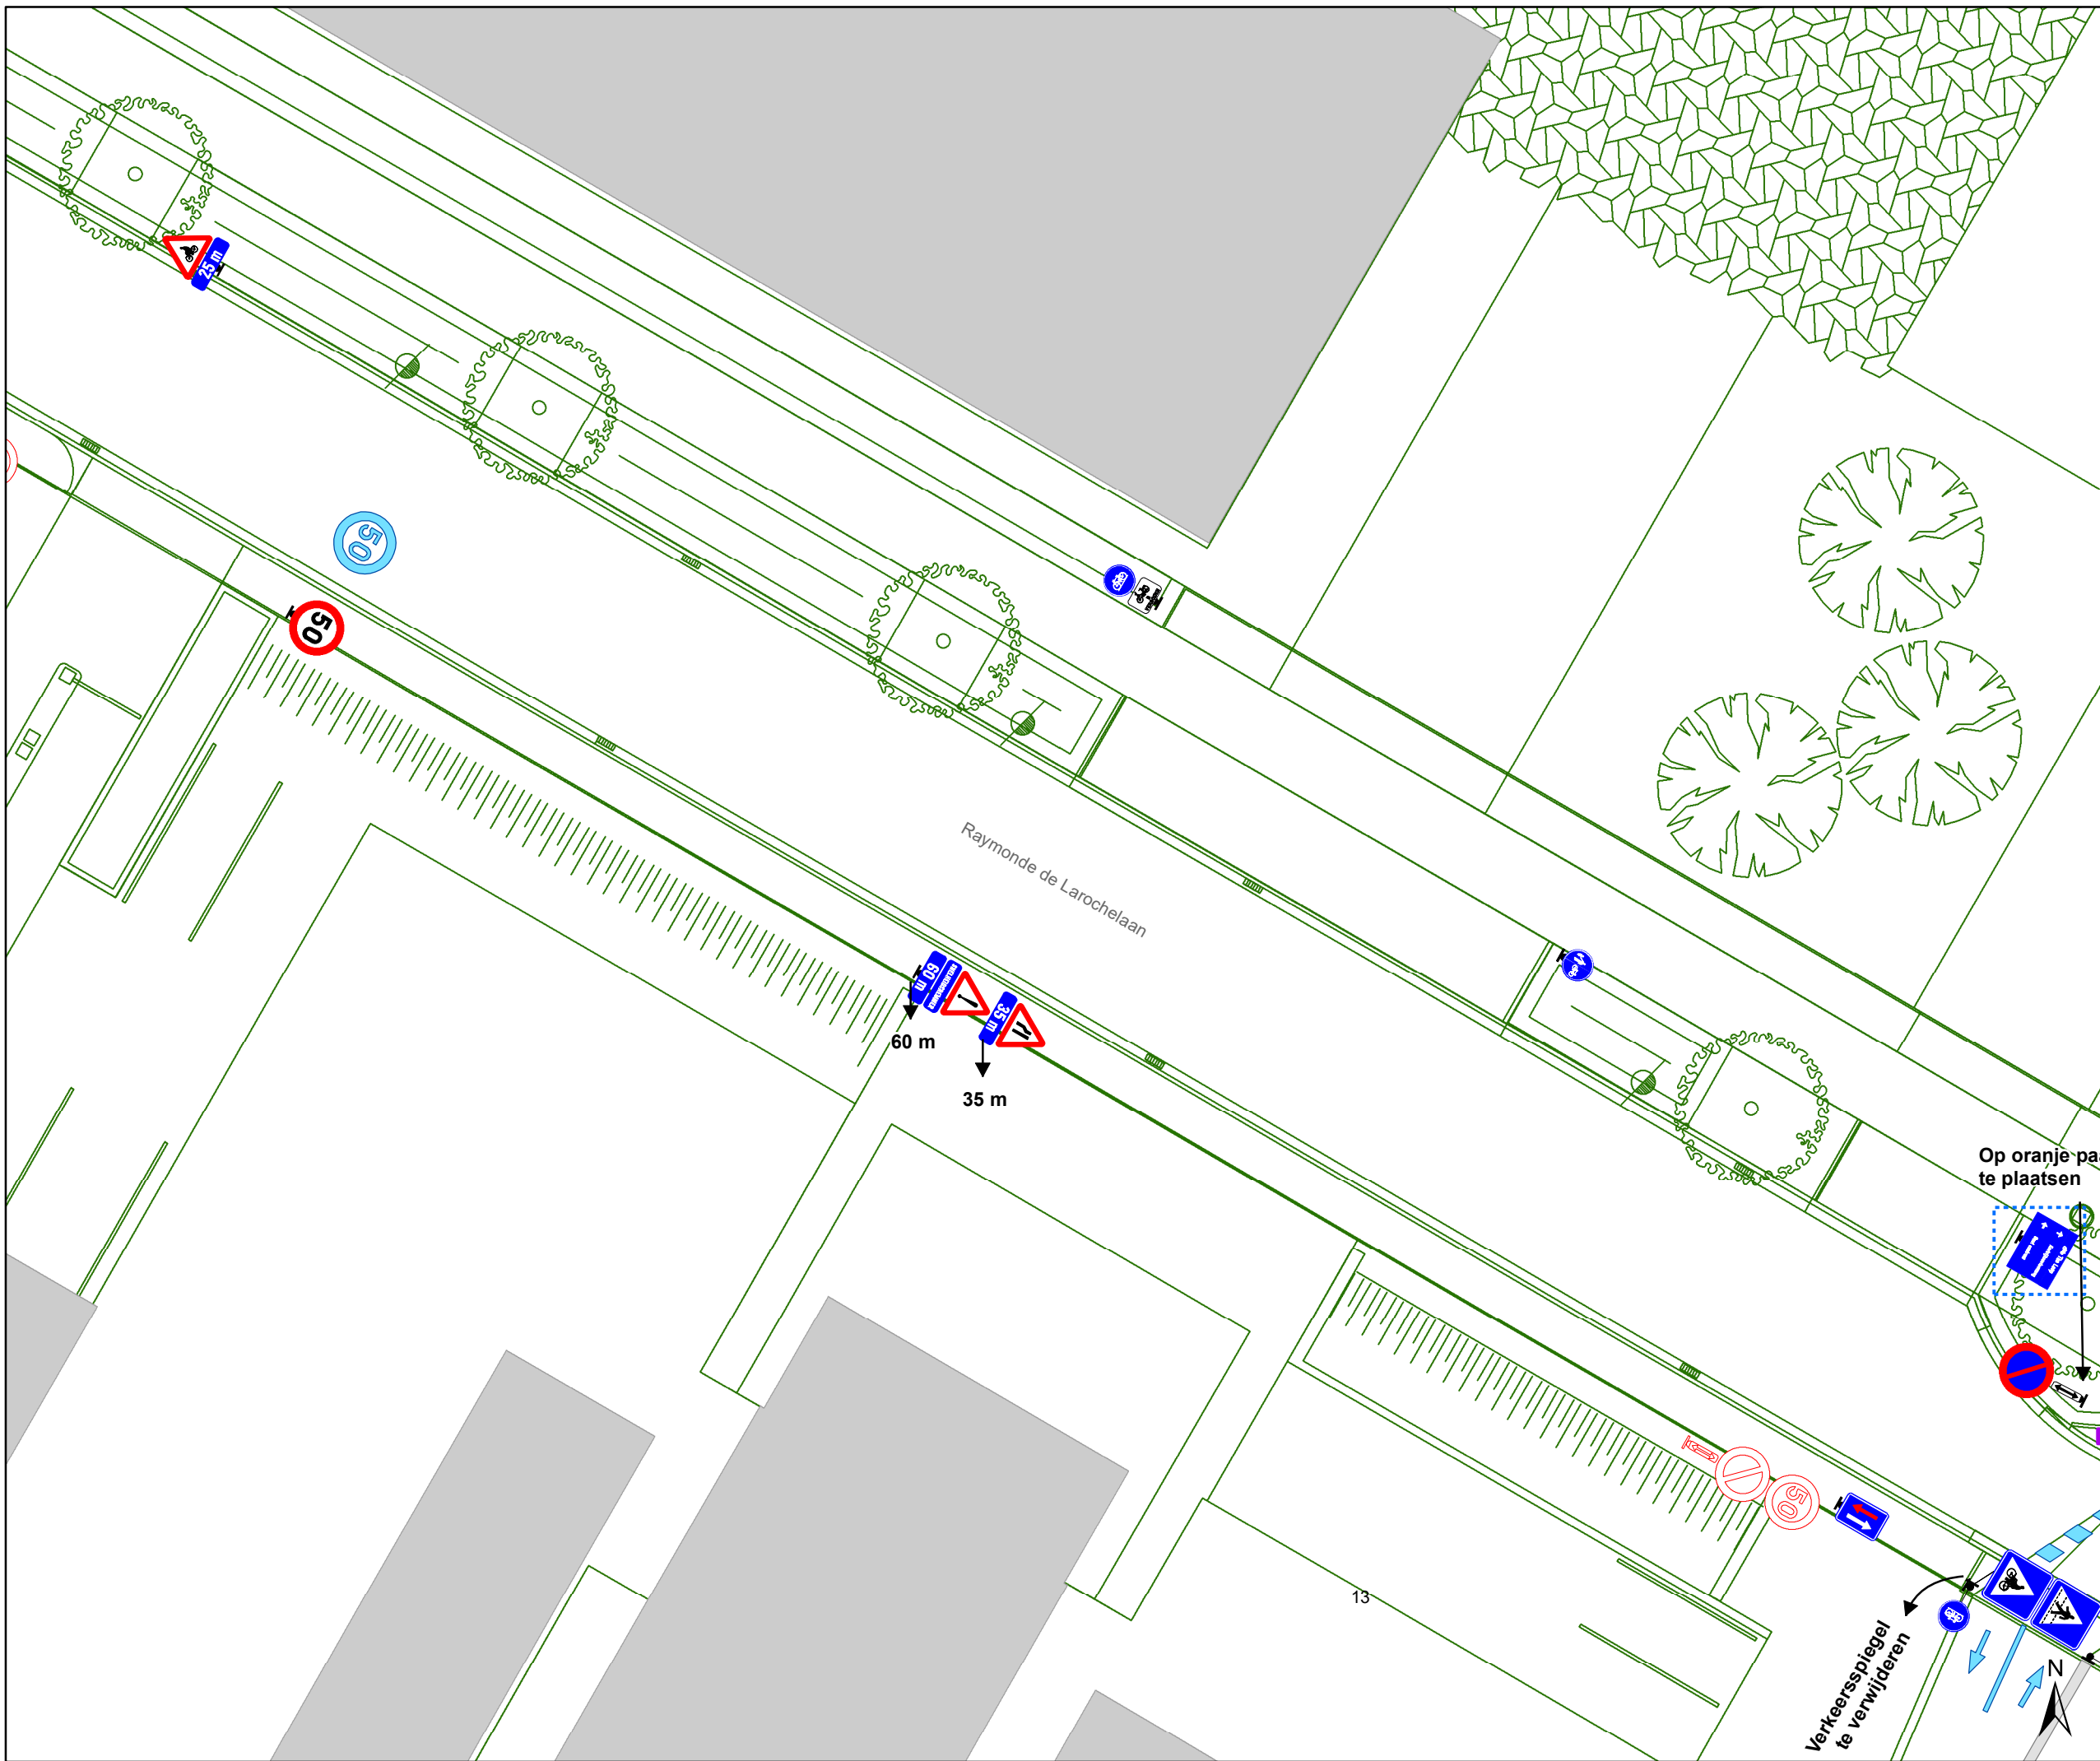 25 m
50
50
Raymonde de Larochelaan
60 m
35 m
60 m
35 m
Op oranje pa
te plaatsen
50
13
Verkeersspiegel
te verwijderen
N